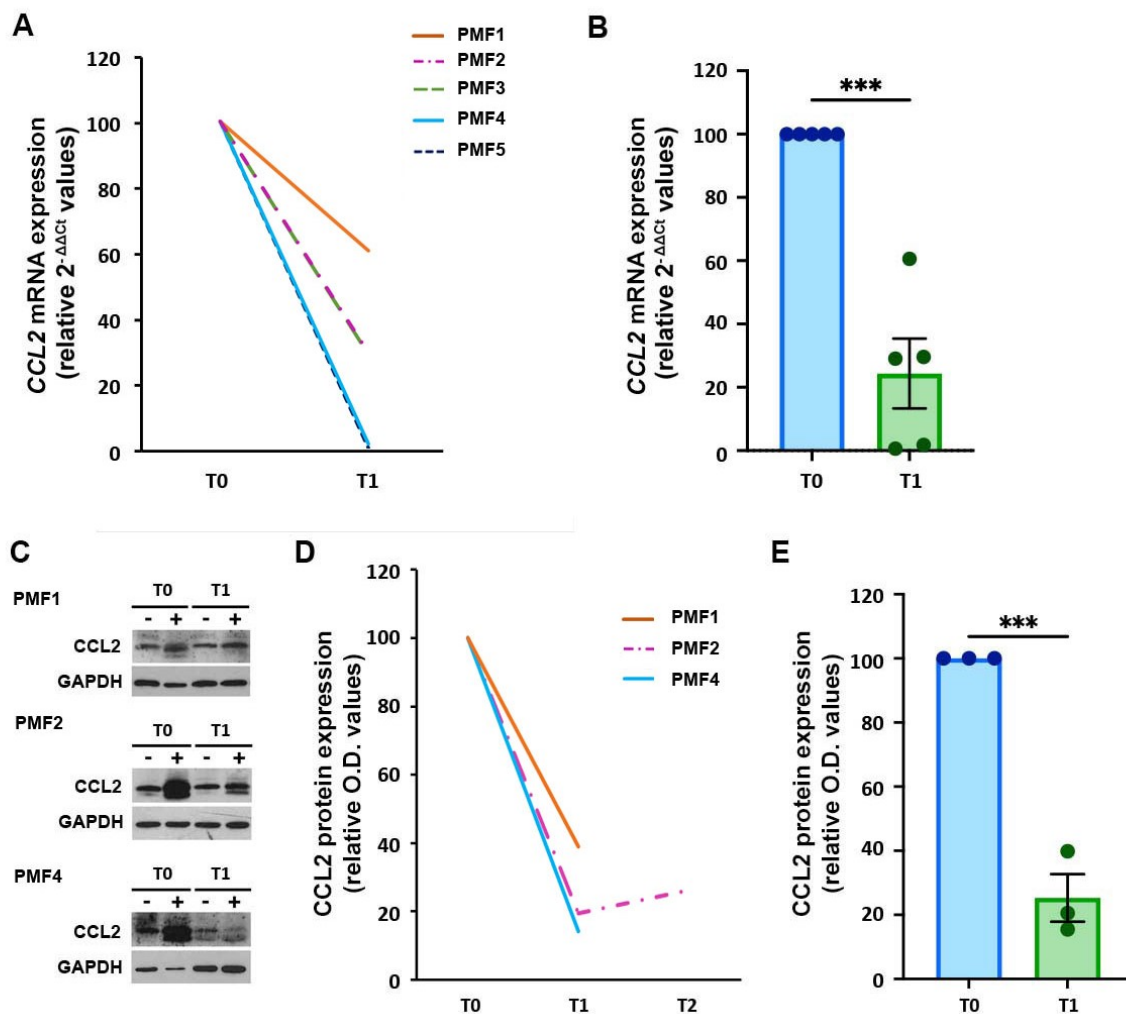 A
CCL2 mRNA expression
(relative 2-ΔΔCt values)
120
100
80
60
40
20
0
T0
T1
PMF1
PMF2
PMF3
PMF4
PMF5
B
CCL2 mRNA expression
(relative 2-ΔΔCt values)
120
100
80
60
40
20
0
***
T0
T1
C
PMF1
T0 T1
- + - +
CCL2
GAPDH
PMF2
T0 T1
- + - +
CCL2
GAPDH
PMF4
T0 T1
- + - +
CCL2
GAPDH
D
CCL2 protein expression
(relative O.D. values)
120
100
80
60
40
20
0
T0
T1
T2
PMF1
PMF2
PMF4
E
CCL2 protein expression
(relative O.D. values)
120
100
80
60
40
20
0
***
T0
T1